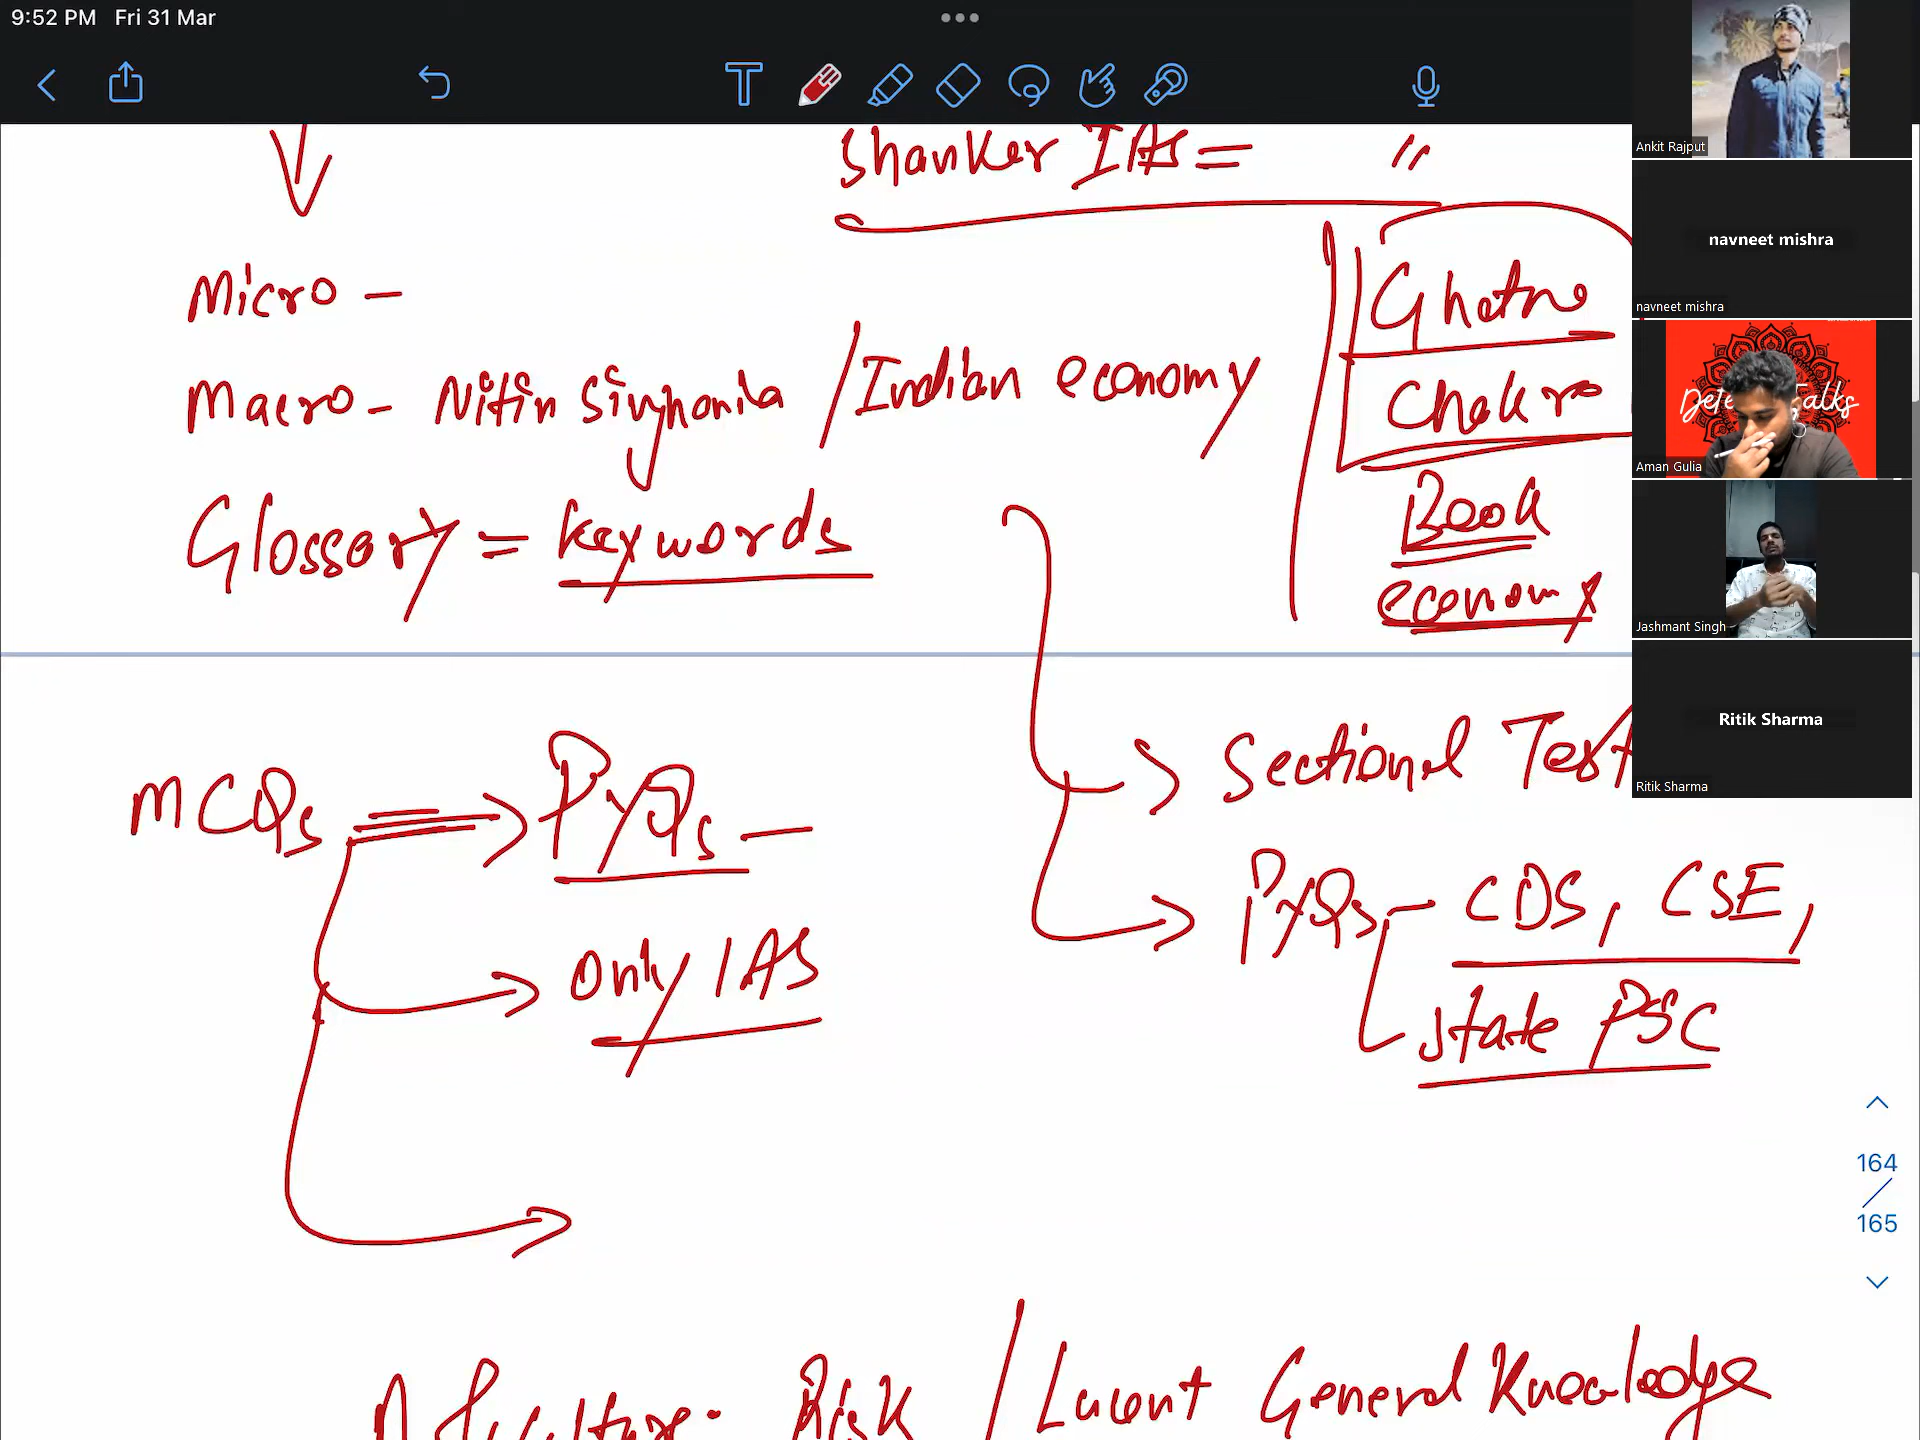 9:52 PM Fri 31 Mar
Shanker IAS = "
Micro -
Macro - Nitin Singhania / Indian economy
Glossary = keywords
Ghatna
Chakra
Book
economy
MCQs
PYQs -
Only IAS
Sectional Test
PYQs - CDS, CSE,
State PSC
Risk / Lucent General Knowledge
164
165
Ankit Rajput
navneet mishra
navneet mishra
Aman Gulia
Jashmant Singh
Ritik Sharma
Ritik Sharma